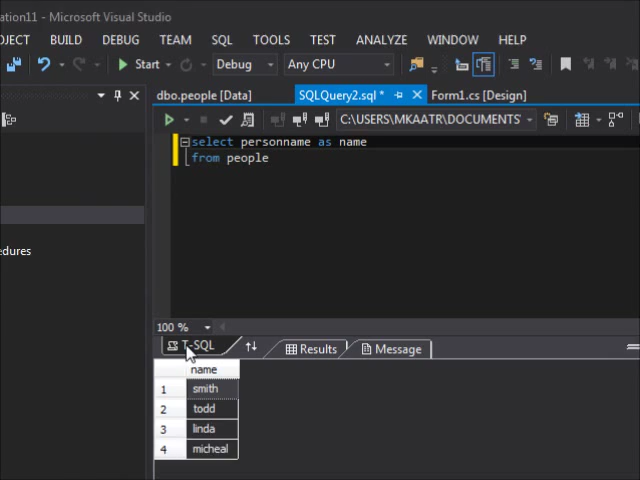 ation11 - Microsoft Visual Studio
OJECT BUILD DEBUG TEAM SQL TOOLS TEST ANALYZE WINDOW HELP
Start Debug Any CPU
dbo.people [Data] SQLQuery2.sql * Form1.cs [Design]
C:\USERS\MKAATR\DOCUMENTS
select personname as name
from people
edures
100 %
T-SQL Results Message
name
1 smith
2 todd
3 linda
4 micheal